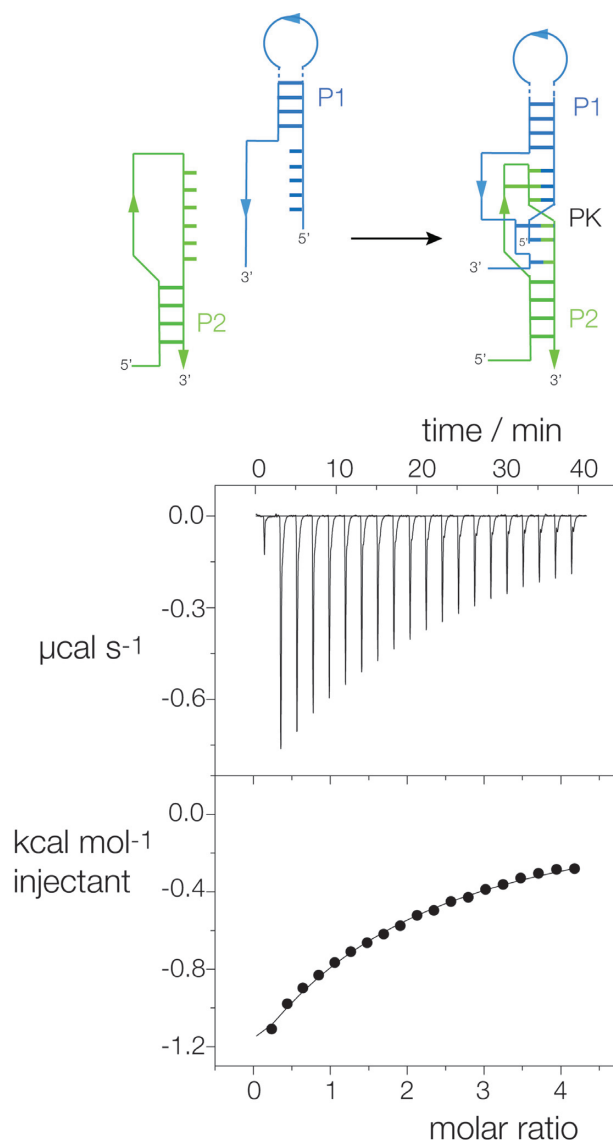 P1
P1
5'
3'
P2
5'
3'
PK
5'
3'
P2
5'
3'
time / min
0 10 20 30 40
0.0
-0.3
µcal s-1
-0.6
0.0
kcal mol-1
injectant
-0.4
-0.8
-1.2
0 1 2 3 4
molar ratio